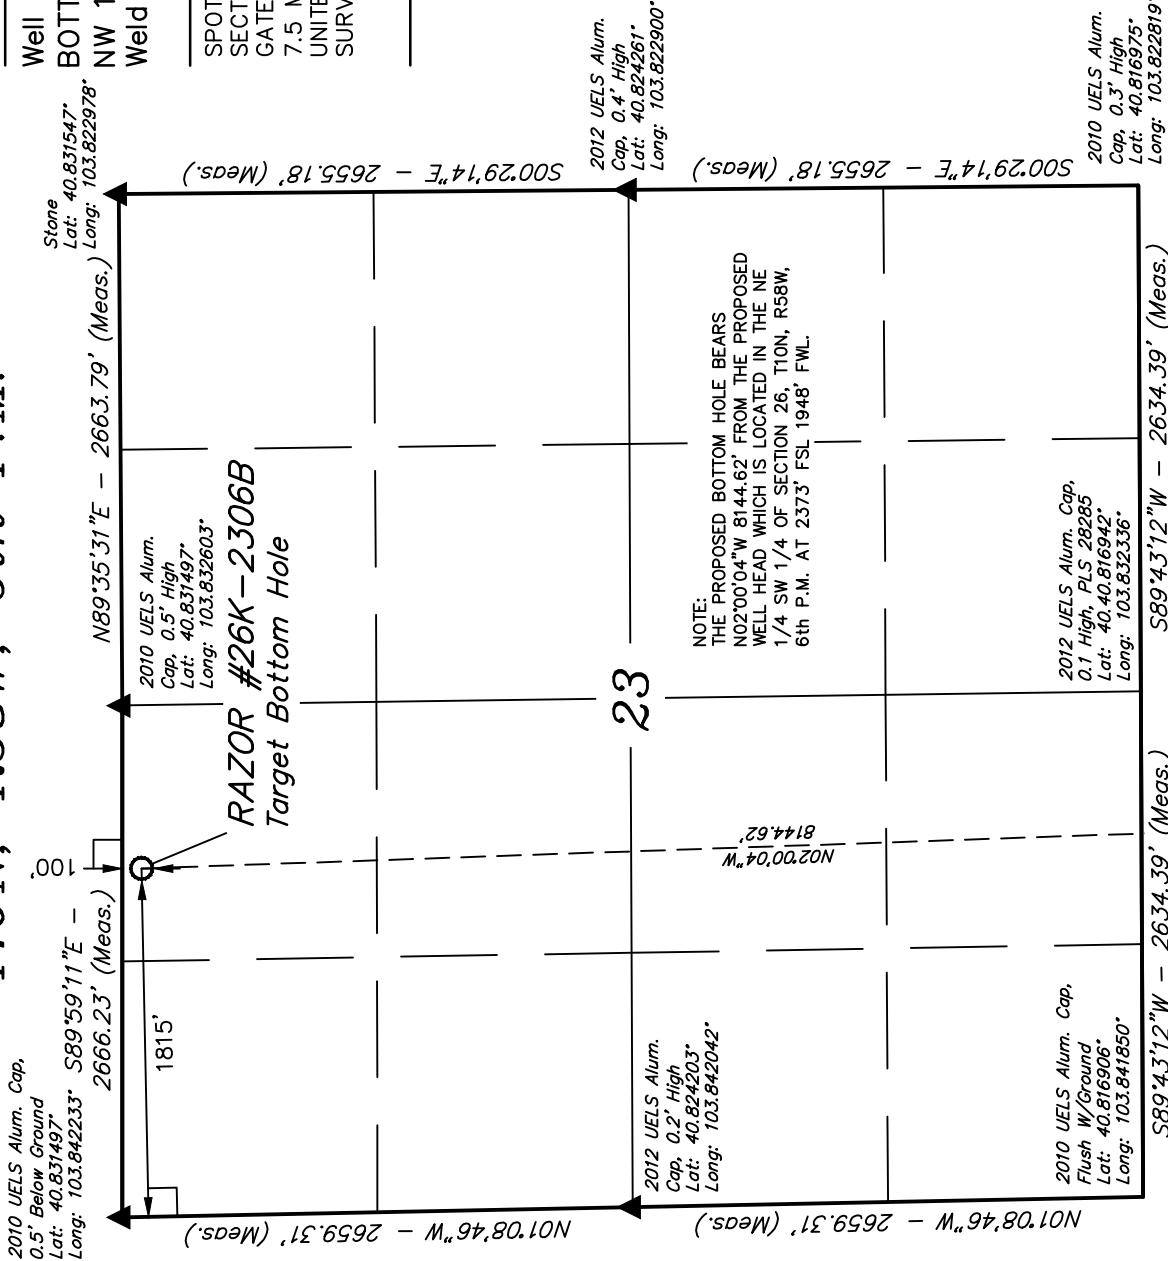 Well
BOTT
NW 1
Weld
SPOT
SECT
GATE
7.5 M
UNITE
SURV
2010 UELS Alum. Cap,
0.5' Below Ground
Lat: 40.831497°
Long: 103.842233°
S89°59'11"E –
2666.23' (Meas.)
N89°35'31"E – 2663.79' (Meas.)
Stone
Lat: 40.831547°
Long: 103.822978°
100'
1815'
2010 UELS Alum.
Cap, 0.5' High
Lat: 40.831497°
Long: 103.832603°
RAZOR #26K–2306B
Target Bottom Hole
S00°29'14"E – 2655.18' (Meas.)
2012 UELS Alum.
Cap, 0.4' High
Lat: 40.824261°
Long: 103.822900°
S00°29'14"E – 2655.18' (Meas.)
N01°08'46"W – 2659.31' (Meas.)
2012 UELS Alum.
Cap, 0.2' High
Lat: 40.824203°
Long: 103.842042°
N01°08'46"W – 2659.31' (Meas.)
23
N02°00'04"W
8144.62'
NOTE:
THE PROPOSED BOTTOM HOLE BEARS
N02°00'04"W 8144.62' FROM THE PROPOSED
WELL HEAD WHICH IS LOCATED IN THE NE
1/4 SW 1/4 OF SECTION 26, T10N, R58W,
6th P.M. AT 2373' FSL 1948' FWL.
2010 UELS Alum. Cap,
Flush W/Ground
Lat: 40.816906°
Long: 103.841850°
2012 UELS Alum. Cap,
0.1 High, PLS 28285
Lat: 40.40.816942°
Long: 103.832336°
2010 UELS Alum.
Cap, 0.3' High
Lat: 40.816975°
Long: 103.822819°
S89°43'12"W – 2634.39' (Meas.)
S89°43'12"W – 2634.39' (Meas.)